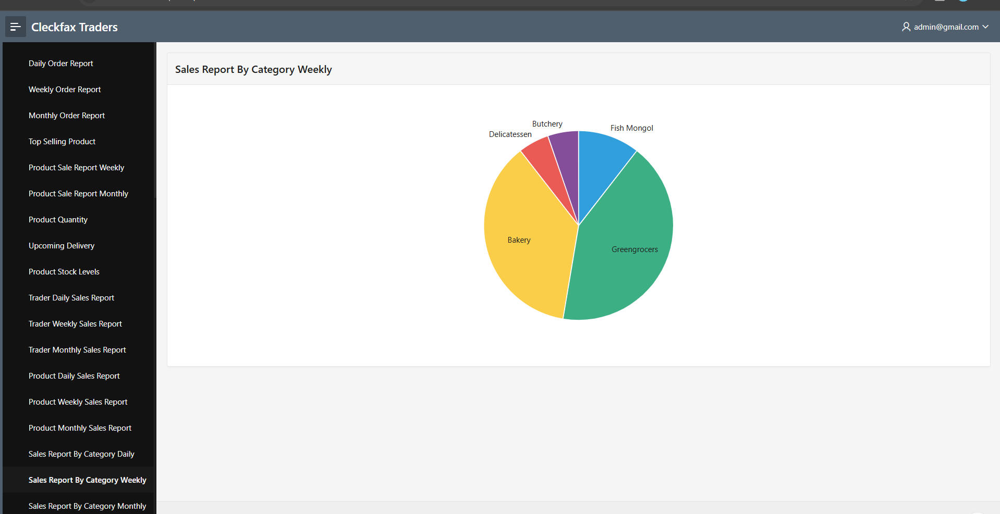 Cleckfax Traders
admin@gmail.com
Daily Order Report
Weekly Order Report
Monthly Order Report
Top Selling Product
Product Sale Report Weekly
Product Sale Report Monthly
Product Quantity
Upcoming Delivery
Product Stock Levels
Trader Daily Sales Report
Trader Weekly Sales Report
Trader Monthly Sales Report
Product Daily Sales Report
Product Weekly Sales Report
Product Monthly Sales Report
Sales Report By Category Daily
Sales Report By Category Weekly
Sales Report By Category Monthly
Sales Report By Category Weekly
Butchery
Fish Mongol
Delicatessen
Bakery
Greengrocers